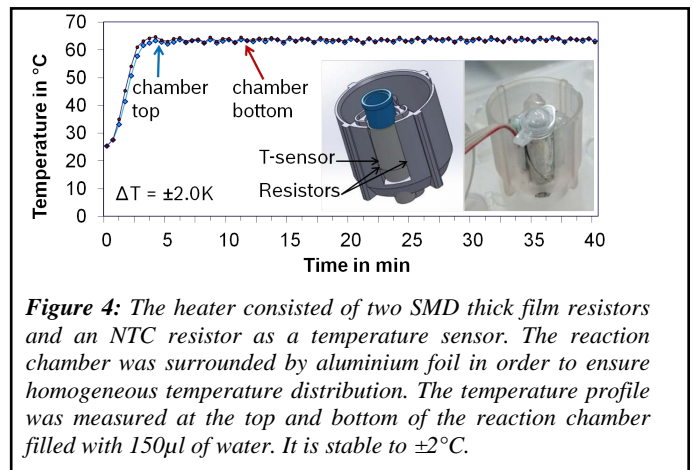 Temperature in °C
70
60
50
40
30
20
10
0
chamber
top
chamber
bottom
T-sensor
Resistors
ΔT = ±2.0K
0 5 10 15 20 25 30 35 40
Time in min
Figure 4: The heater consisted of two SMD thick film resistors
and an NTC resistor as a temperature sensor. The reaction
chamber was surrounded by aluminium foil in order to ensure
homogeneous temperature distribution. The temperature profile
was measured at the top and bottom of the reaction chamber
filled with 150µl of water. It is stable to ±2°C.